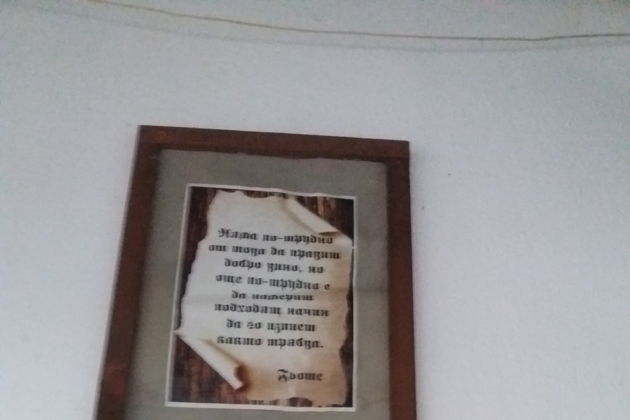 Няма по-трудно
от това да правиш
добро вино, но
още по-трудно е
да намериш
подходящ начин
да го изпиеш
както трябва.
Гьоте